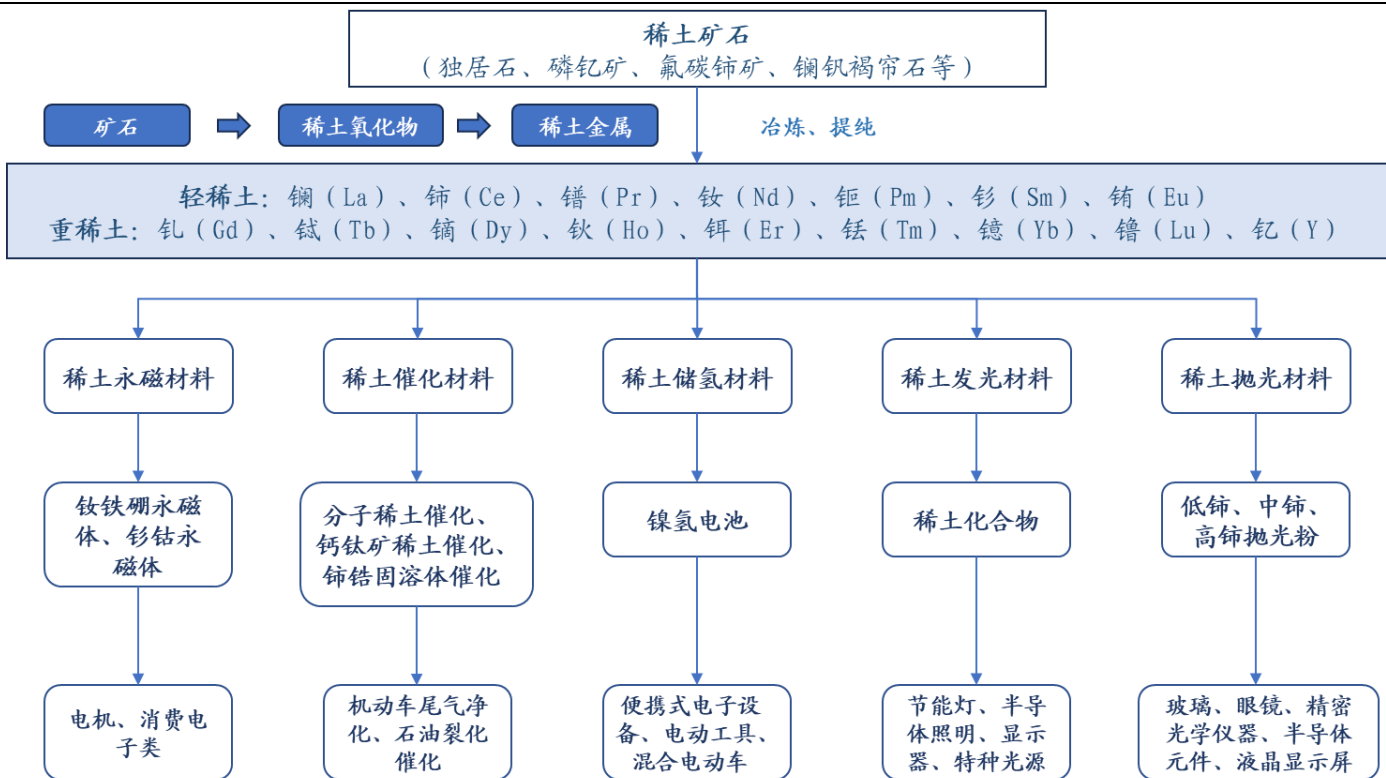 稀土矿石
（独居石、磷钇矿、氟碳铈矿、镧钒褐帘石等）
矿石
稀土氧化物
稀土金属
冶炼、提纯
轻稀土：镧（La）、铈（Ce）、镨（Pr）、钕（Nd）、钷（Pm）、钐（Sm）、铕（Eu）
重稀土：钆（Gd）、铽（Tb）、镝（Dy）、钬（Ho）、铒（Er）、铥（Tm）、镱（Yb）、镥（Lu）、钇（Y）
稀土永磁材料
稀土催化材料
稀土储氢材料
稀土发光材料
稀土抛光材料
钕铁硼永磁
体、钐钴永
磁体
分子稀土催化、
钙钛矿稀土催化、
铈锆固溶体催化
镍氢电池
稀土化合物
低铈、中铈、
高铈抛光粉
电机、消费电
子类
机动车尾气净
化、石油裂化
催化
便携式电子设
备、电动工具、
混合电动车
节能灯、半导
体照明、显示
器、特种光源
玻璃、眼镜、精密
光学仪器、半导体
元件、液晶显示屏